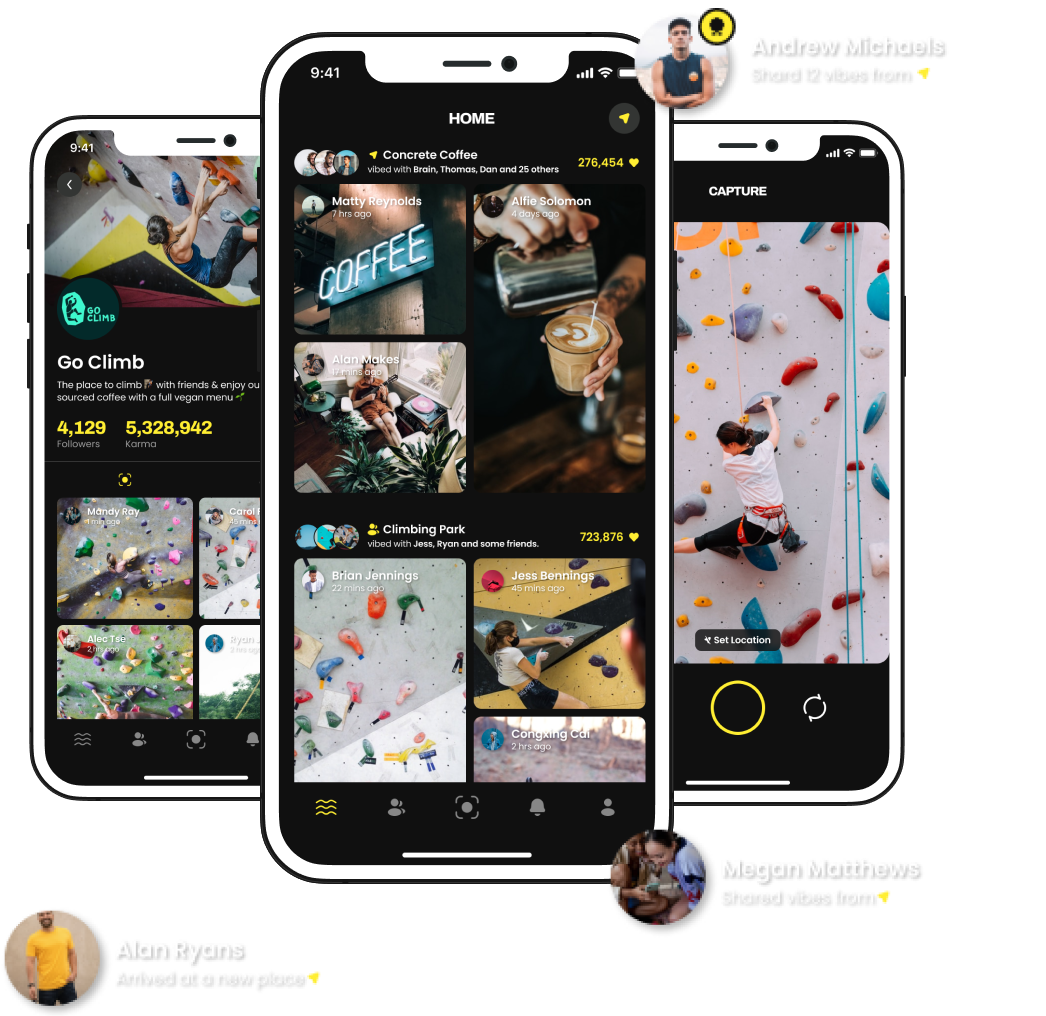 Andrew Michaels
Shard 12 vibes from
9:41
HOME
Concrete Coffee
vibed with Brain, Thomas, Dan and 25 others
276,454
Matty Reynolds
7 hrs ago
COFFEE
Alfie Solomon
4 days ago
Alan Makes
17 mins ago
Climbing Park
vibed with Jess, Ryan and some friends.
723,876
Brian Jennings
22 mins ago
Jess Bennings
45 mins ago
Congxing Cai
2 hrs ago
9:41
GO
CLIMB
Go Climb
The place to climb with friends & enjoy ou
sourced coffee with a full vegan menu
4,129
Followers
5,328,942
Karma
Mandy Ray
1 min ago
Carol
45 mins
Alec Tse
2 hrs ago
Ryan
3 hrs ago
CAPTURE
Set Location
Megan Matthews
Shared vibes from
Alan Ryans
Arrived at a new place